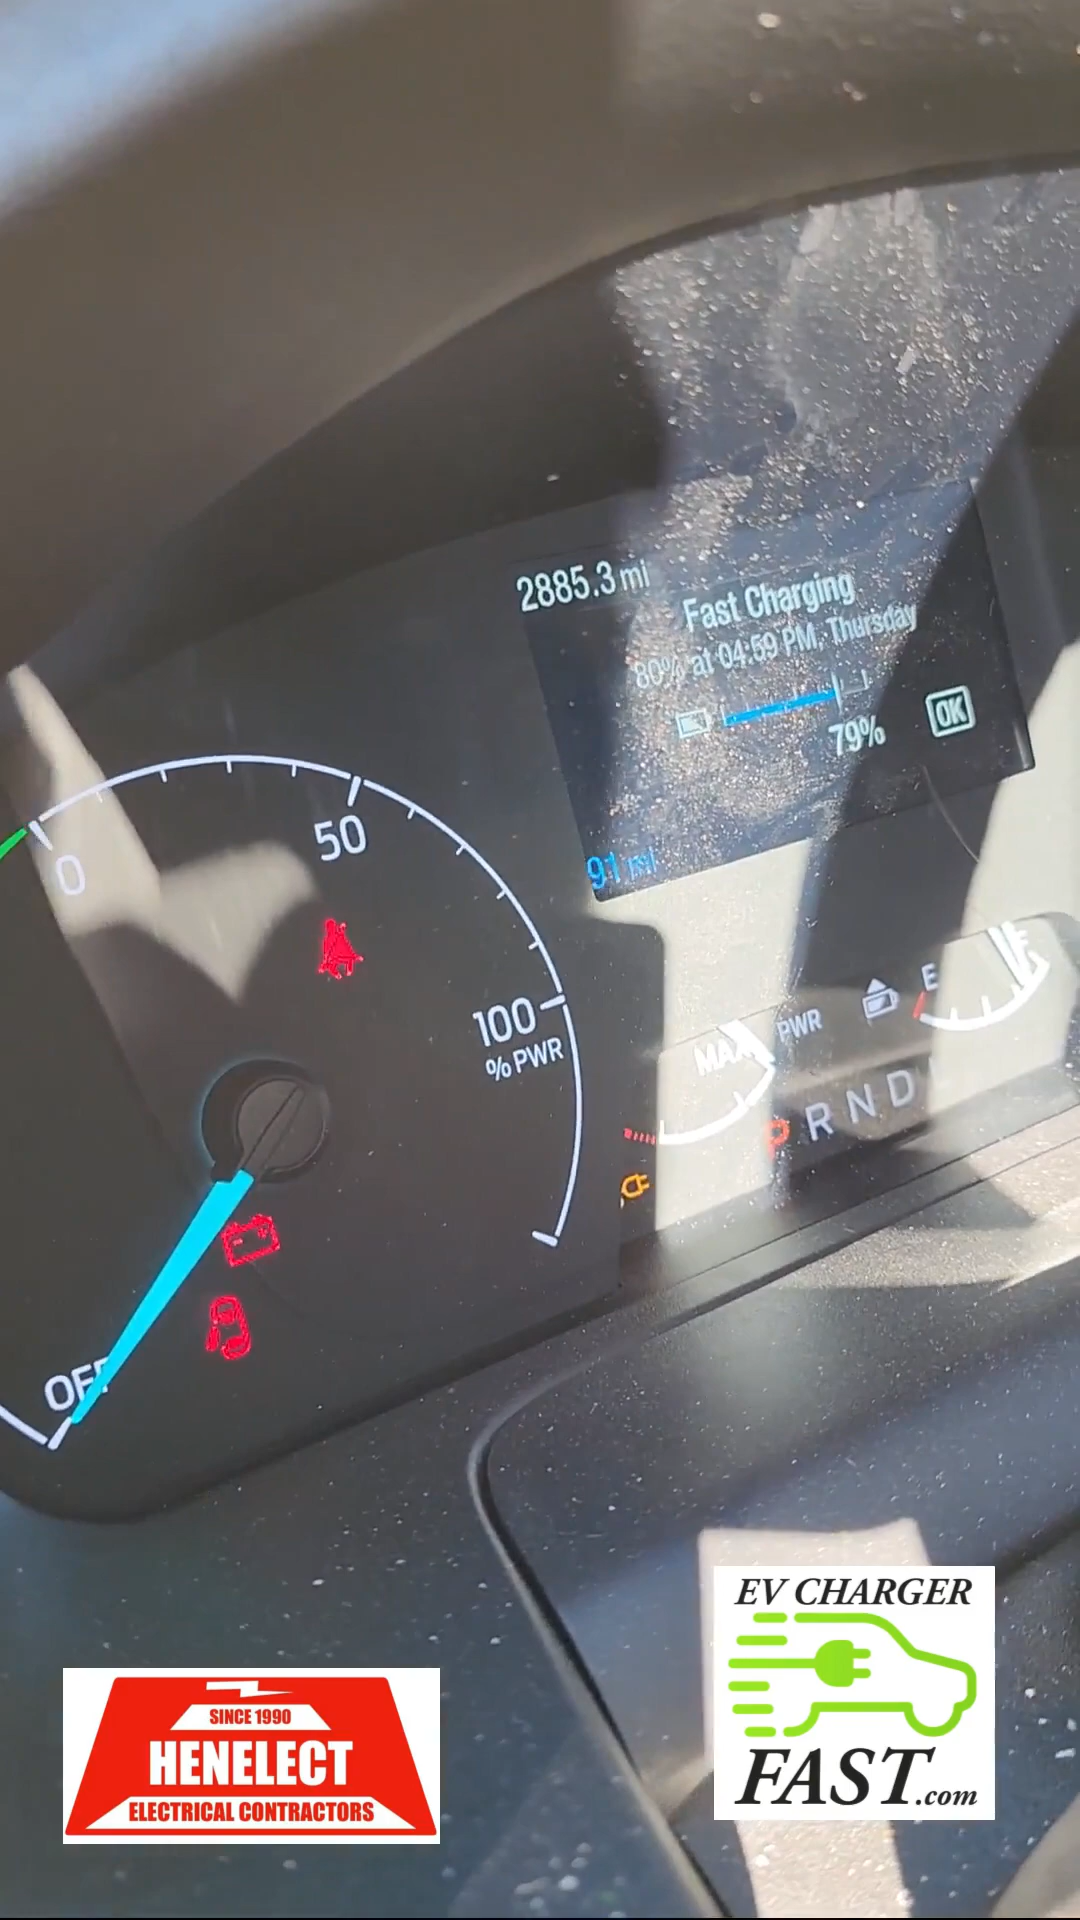 2885.3 mi
Fast Charging
80% at 04:59 PM, Thursday
79%
OK
91 mi
0
50
100
% PWR
OFF
MAX
PWR
E
P R N D L
SINCE 1990
HENELECT
ELECTRICAL CONTRACTORS
EV CHARGER
FAST.com